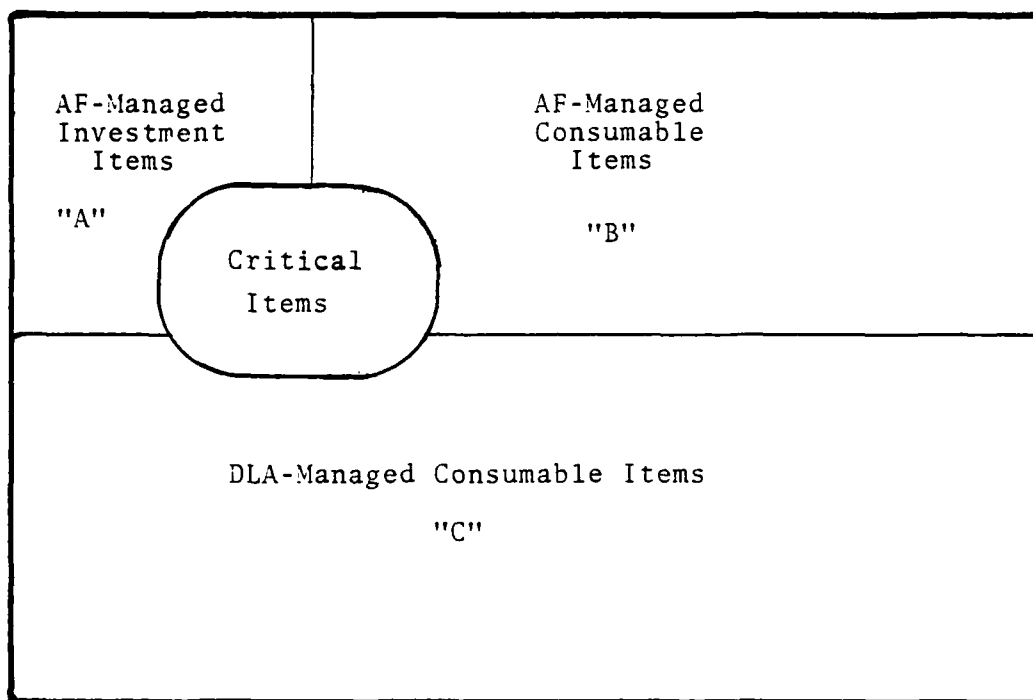 AF-Managed
Investment
Items
"A"
AF-Managed
Consumable
Items
"B"
Critical
Items
DLA-Managed Consumable Items
"C"